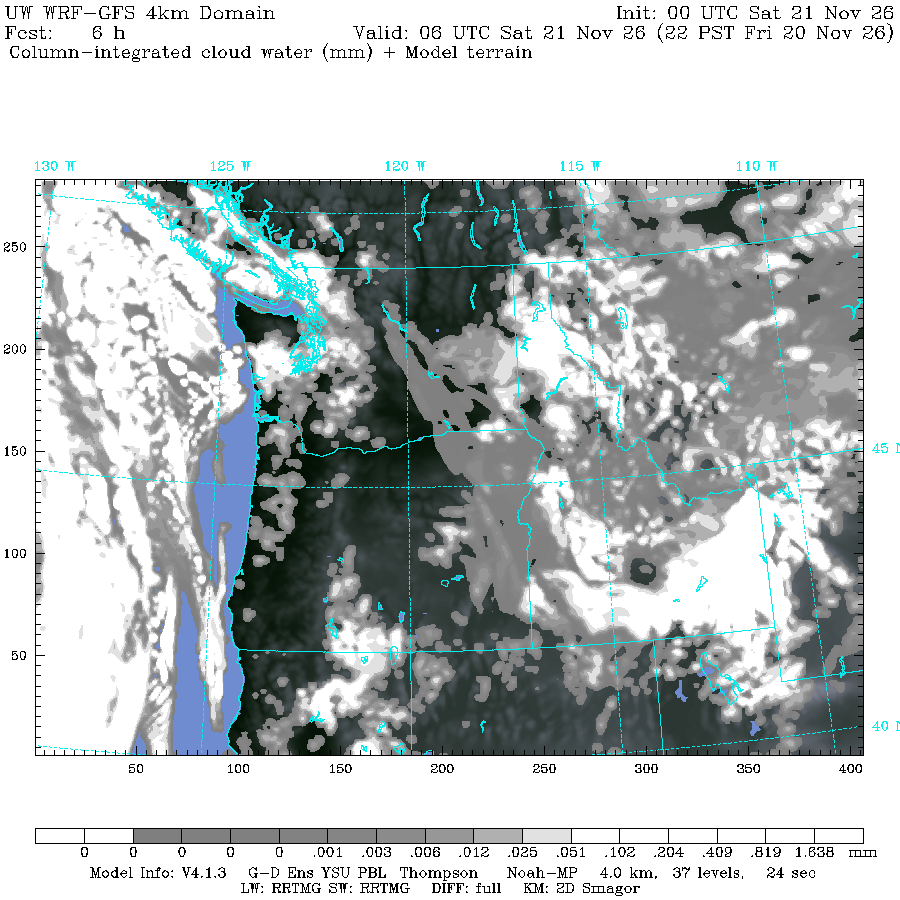 UW WRF-GFS 4km Domain Init: 00 UTC Sat 21 Nov 26
Fcst: 6 h Valid: 06 UTC Sat 21 Nov 26 (22 PST Fri 20 Nov 26)
Column-integrated cloud water (mm) + Model terrain
130 W 125 W 120 W 115 W 110 W
250
200
150 45 N
100
50
40 N
50 100 150 200 250 300 350 400
0 0 0 0 0 .001 .003 .006 .012 .025 .051 .102 .204 .409 .819 1.638 mm
Model Info: V4.1.3 G-D Ens YSU PBL Thompson Noah-MP 4.0 km, 37 levels, 24 sec
LW: RRTMG SW: RRTMG DIFF: full KM: 2D Smagor